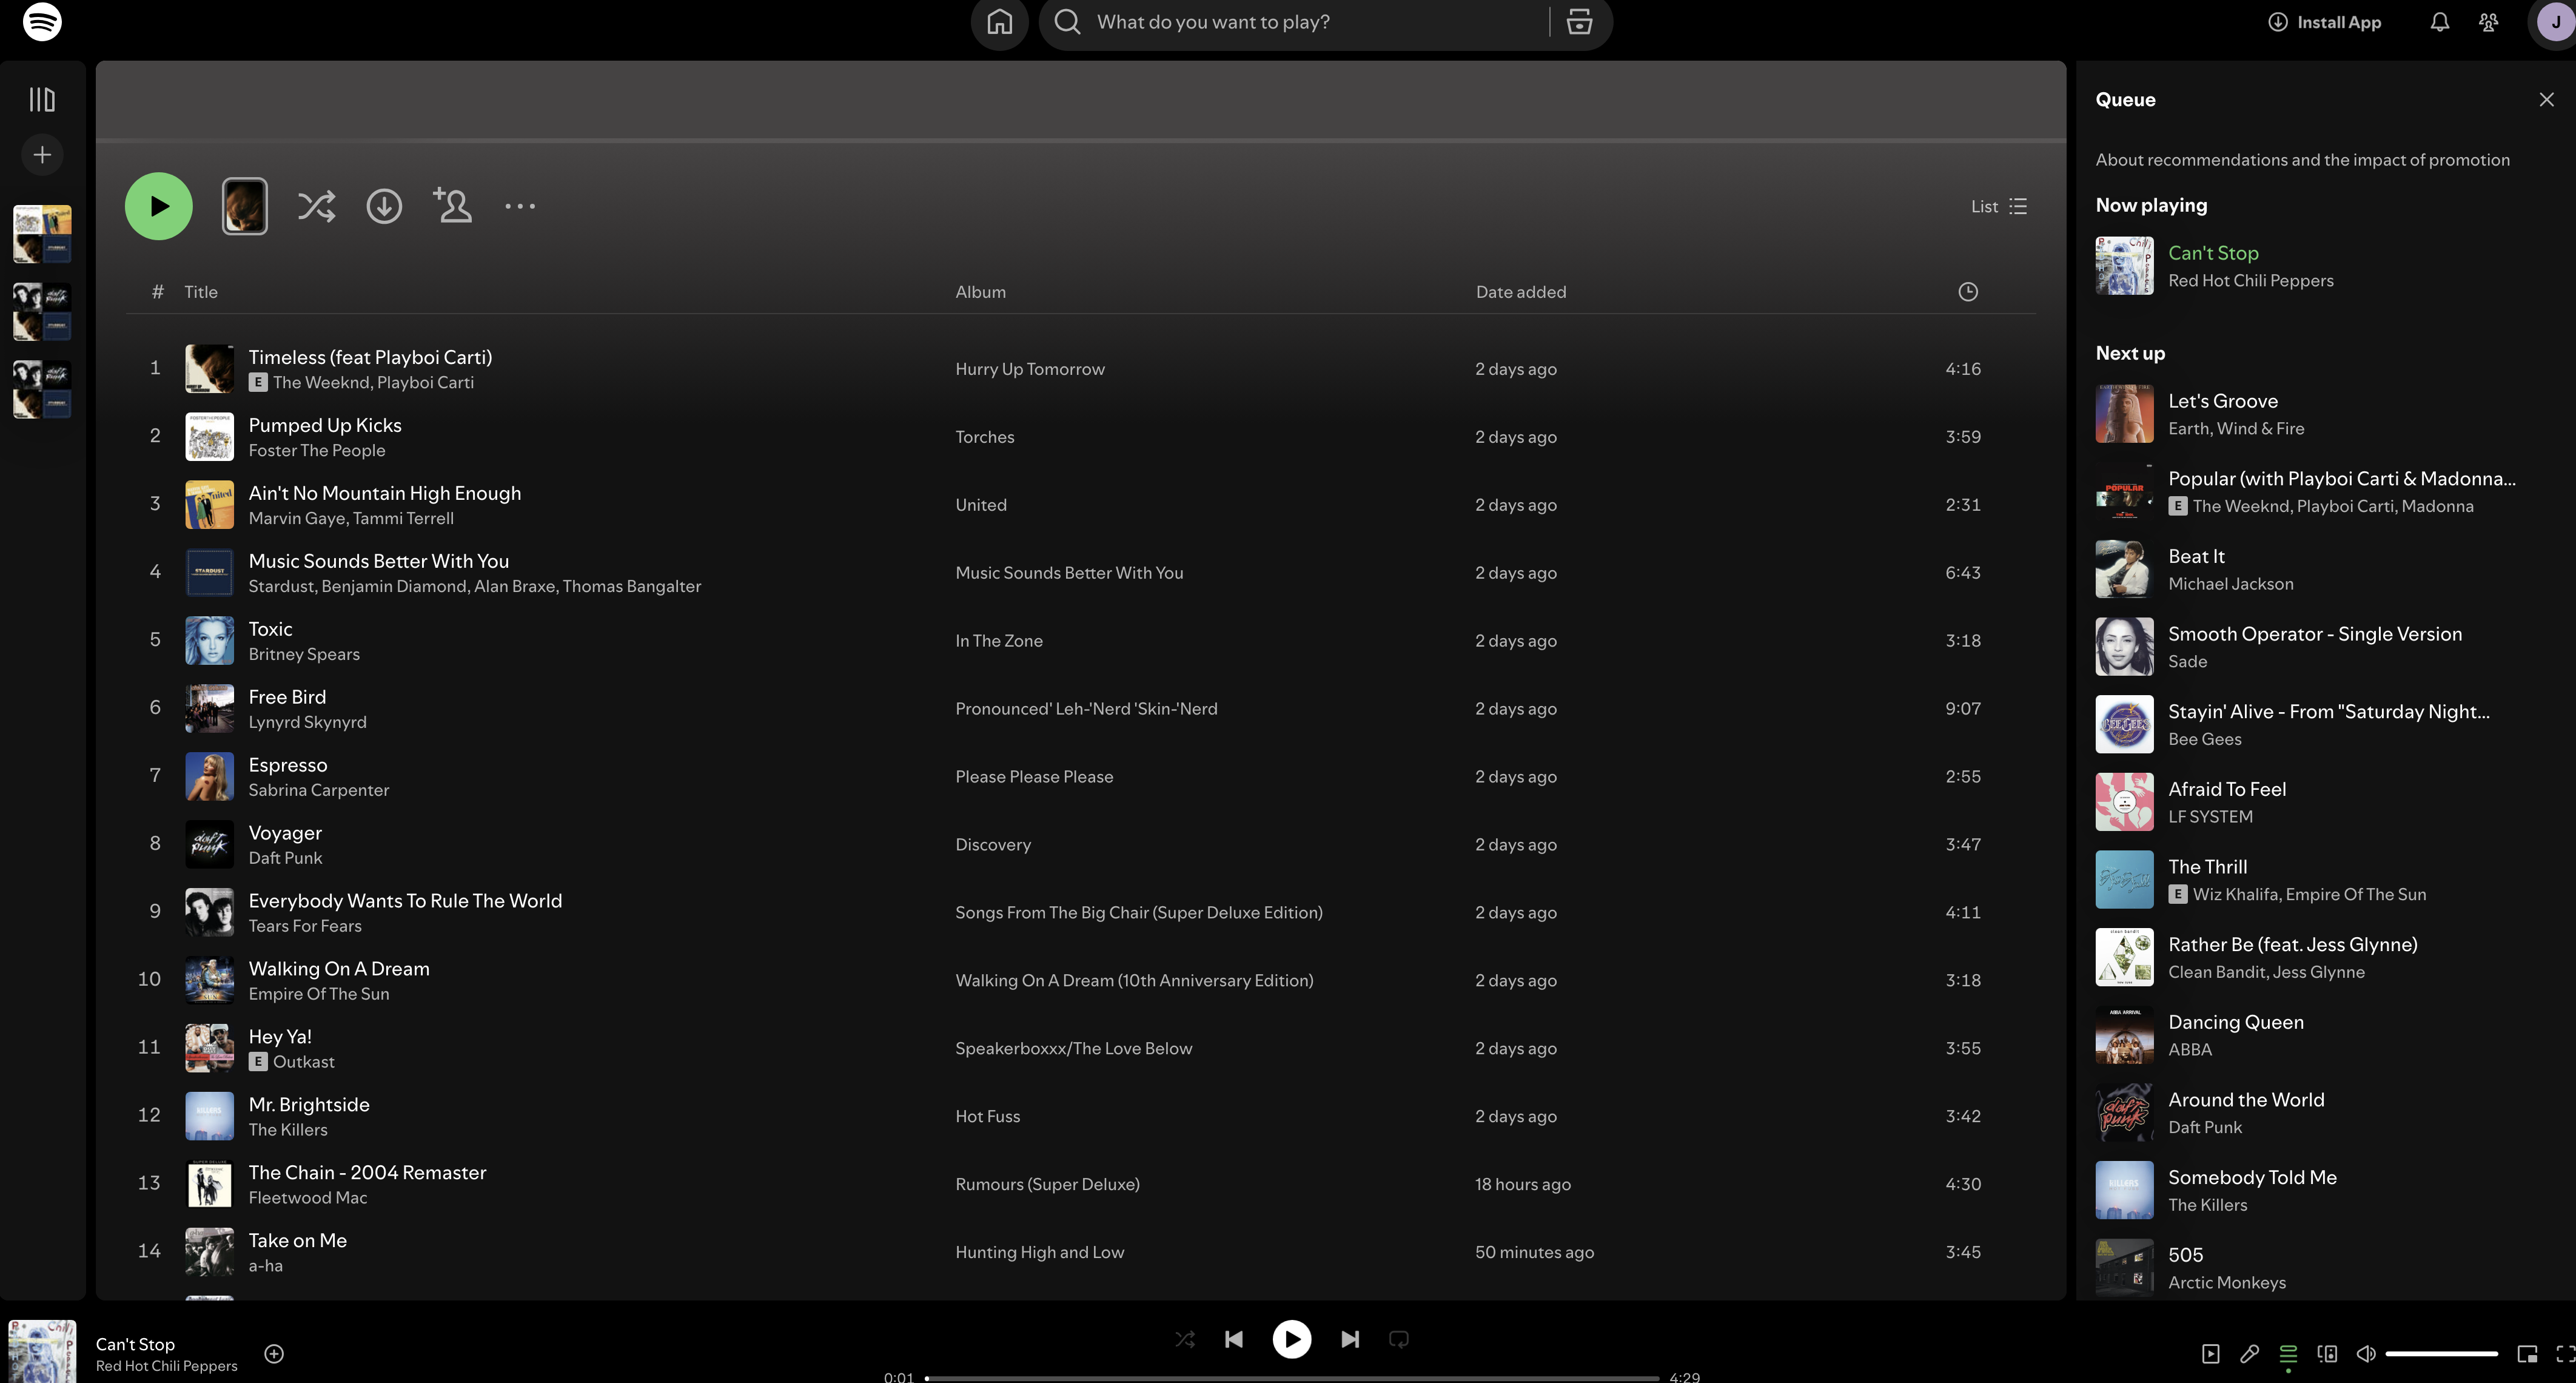 What do you want to play?
Install App
J
List
# Title Album Date added
1 Timeless (feat Playboi Carti) Hurry Up Tomorrow 2 days ago 4:16
E The Weeknd, Playboi Carti
2 Pumped Up Kicks Torches 2 days ago 3:59
Foster The People
3 Ain't No Mountain High Enough United 2 days ago 2:31
Marvin Gaye, Tammi Terrell
4 Music Sounds Better With You Music Sounds Better With You 2 days ago 6:43
Stardust, Benjamin Diamond, Alan Braxe, Thomas Bangalter
5 Toxic In The Zone 2 days ago 3:18
Britney Spears
6 Free Bird Pronounced' Leh-'Nerd 'Skin-'Nerd 2 days ago 9:07
Lynyrd Skynyrd
7 Espresso Please Please Please 2 days ago 2:55
Sabrina Carpenter
8 Voyager Discovery 2 days ago 3:47
Daft Punk
9 Everybody Wants To Rule The World Songs From The Big Chair (Super Deluxe Edition) 2 days ago 4:11
Tears For Fears
10 Walking On A Dream Walking On A Dream (10th Anniversary Edition) 2 days ago 3:18
Empire Of The Sun
11 Hey Ya! Speakerboxxx/The Love Below 2 days ago 3:55
E Outkast
12 Mr. Brightside Hot Fuss 2 days ago 3:42
The Killers
13 The Chain - 2004 Remaster Rumours (Super Deluxe) 18 hours ago 4:30
Fleetwood Mac
14 Take on Me Hunting High and Low 50 minutes ago 3:45
a-ha
Queue
About recommendations and the impact of promotion
Now playing
Can't Stop
Red Hot Chili Peppers
Next up
Let's Groove
Earth, Wind & Fire
Popular (with Playboi Carti & Madonna...
E The Weeknd, Playboi Carti, Madonna
Beat It
Michael Jackson
Smooth Operator - Single Version
Sade
Stayin' Alive - From "Saturday Night...
Bee Gees
Afraid To Feel
LF SYSTEM
The Thrill
E Wiz Khalifa, Empire Of The Sun
Rather Be (feat. Jess Glynne)
Clean Bandit, Jess Glynne
Dancing Queen
ABBA
Around the World
Daft Punk
Somebody Told Me
The Killers
505
Arctic Monkeys
Can't Stop
Red Hot Chili Peppers
0:01 4:29